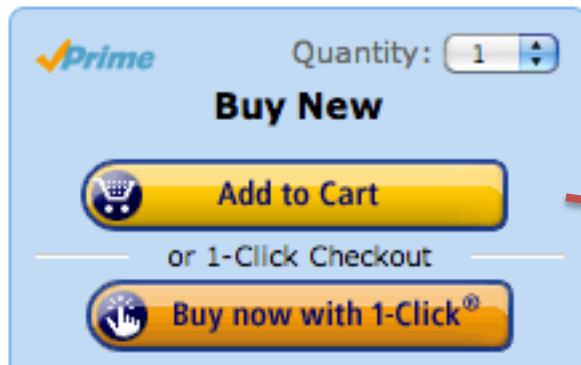 Prime Quantity: 1
Buy New
Add to Cart
or 1-Click Checkout
Buy now with 1-Click®